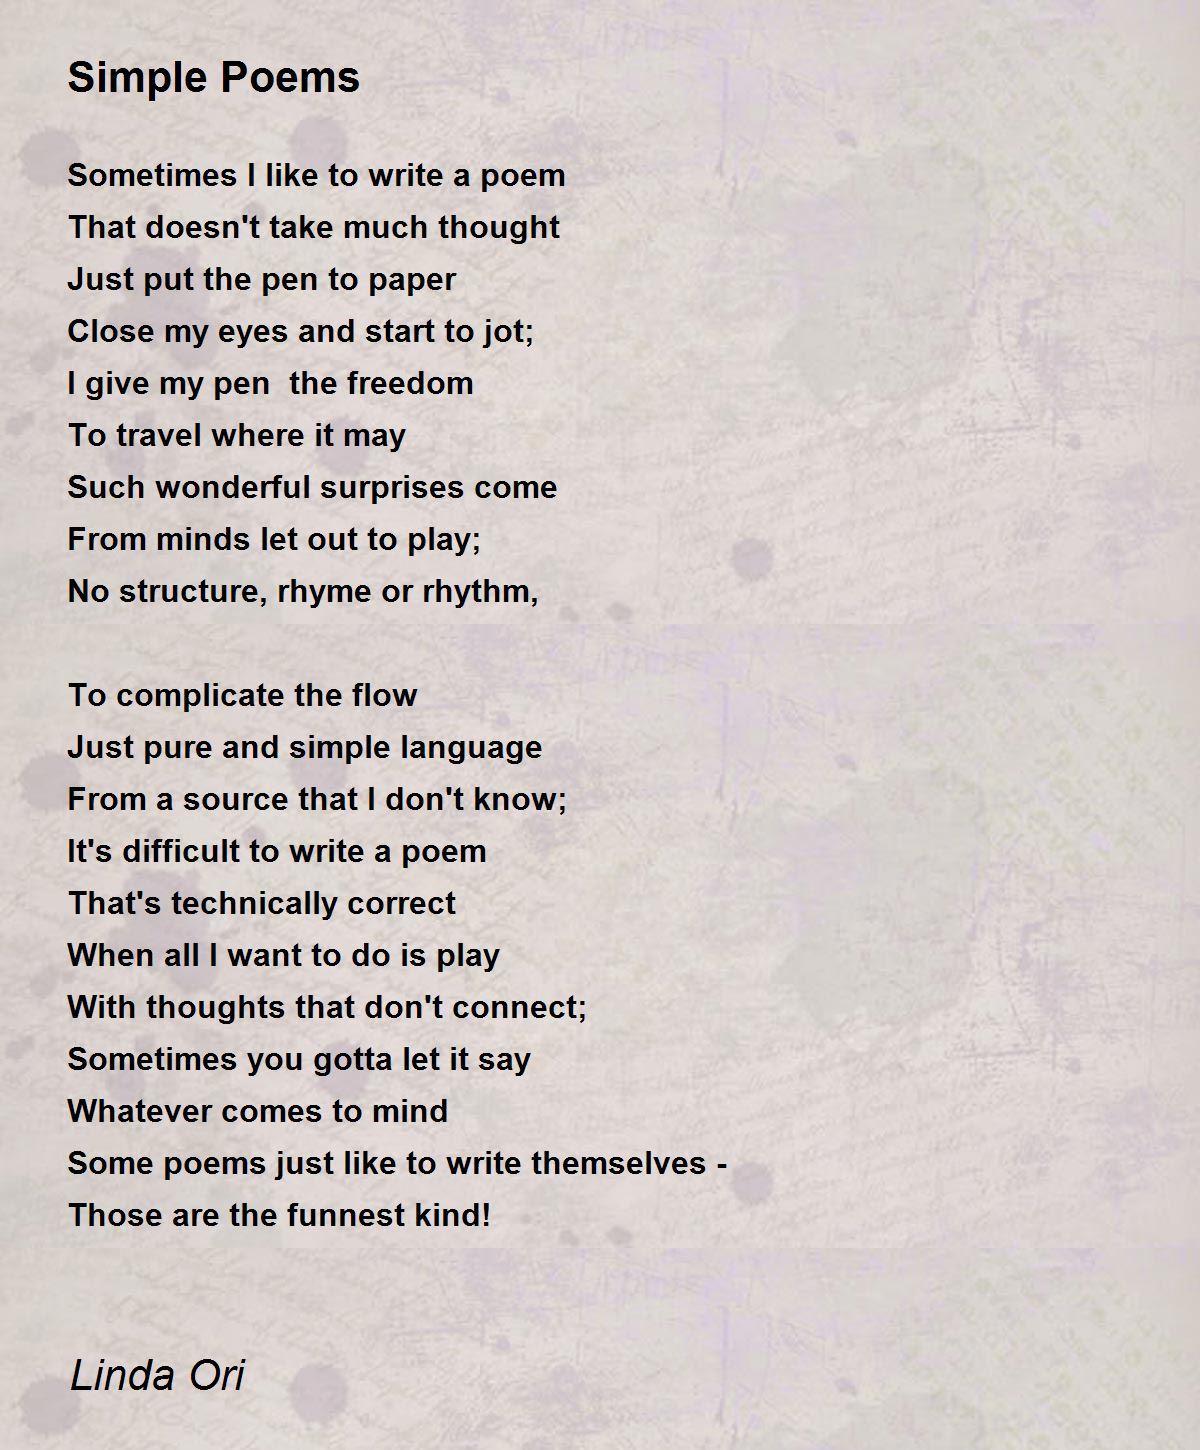 Simple Poems
Sometimes I like to write a poem
That doesn't take much thought
Just put the pen to paper
Close my eyes and start to jot;
I give my pen  the freedom
To travel where it may
Such wonderful surprises come
From minds let out to play;
No structure, rhyme or rhythm,
To complicate the flow
Just pure and simple language
From a source that I don't know;
It's difficult to write a poem
That's technically correct
When all I want to do is play
With thoughts that don't connect;
Sometimes you gotta let it say
Whatever comes to mind
Some poems just like to write themselves -
Those are the funnest kind!
Linda Ori